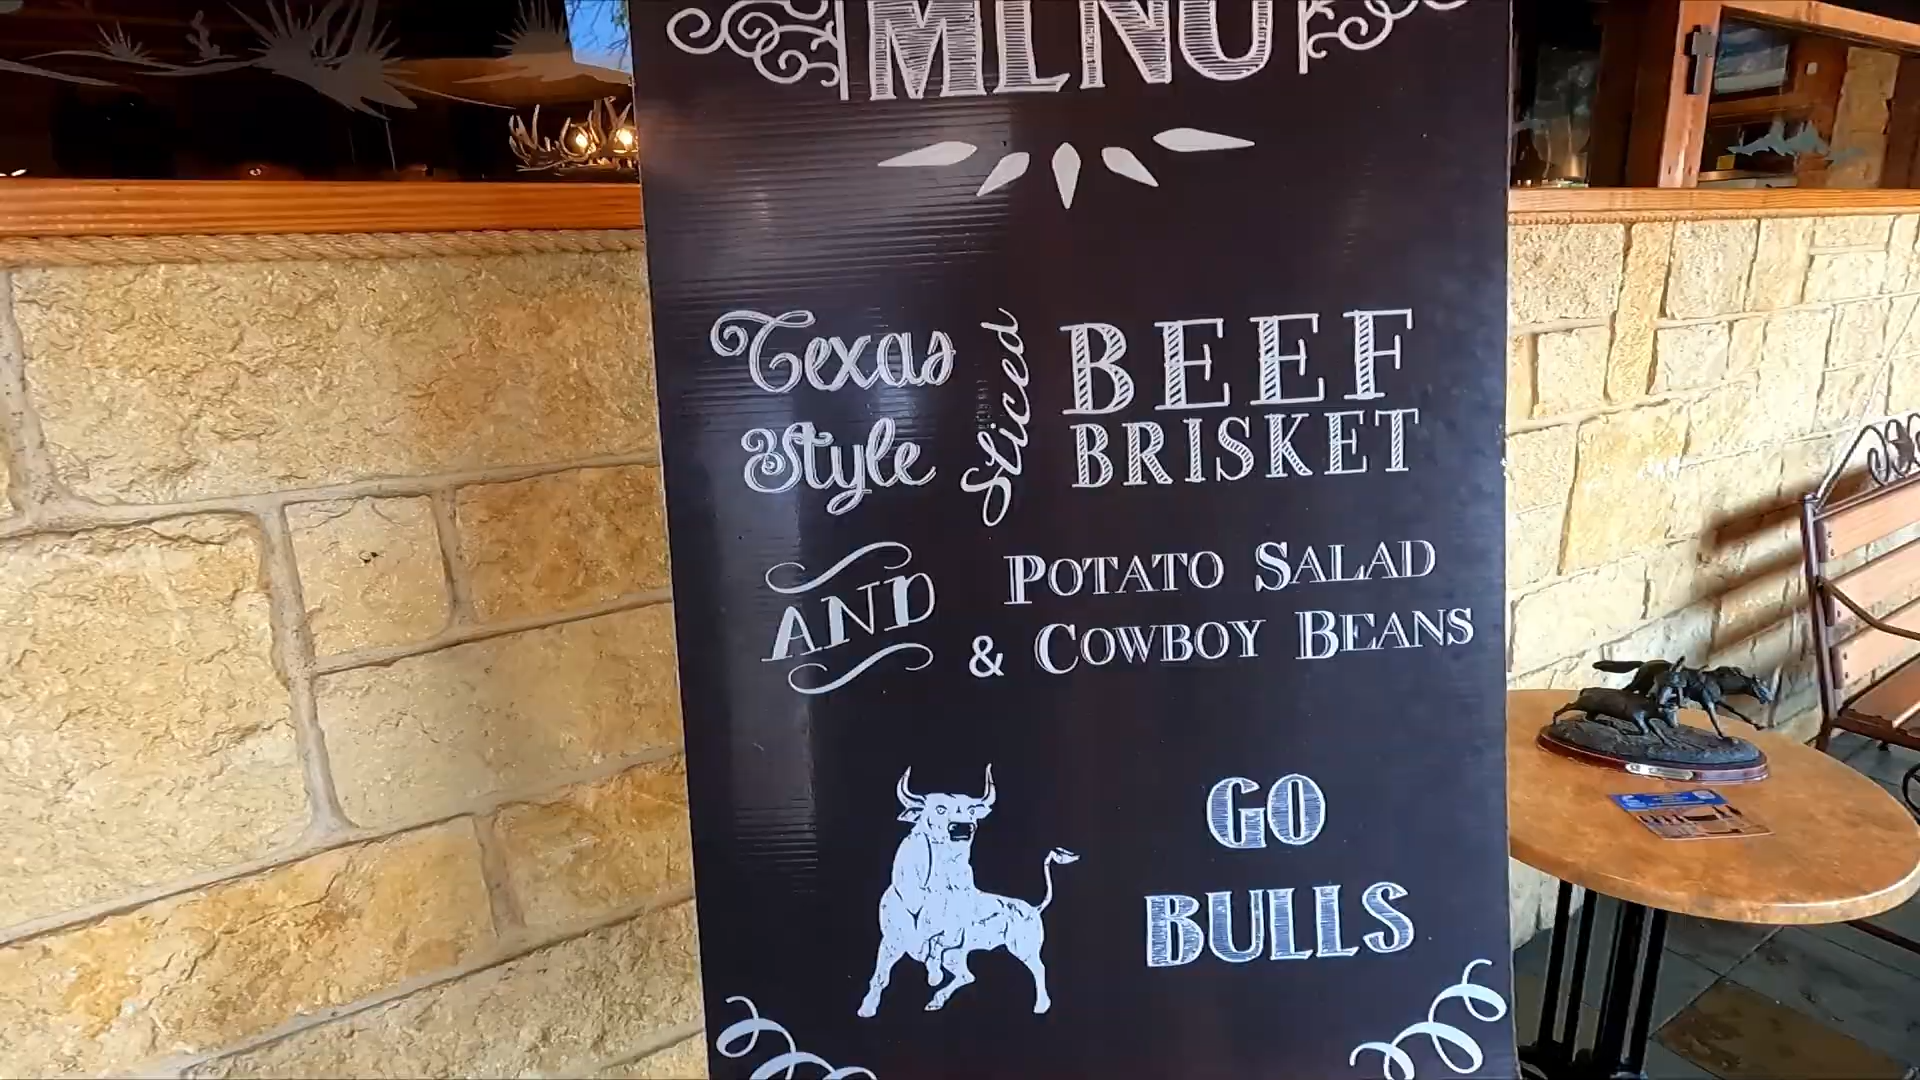 MENU
Texas Style Sliced BEEF BRISKET
AND POTATO SALAD
& COWBOY BEANS
GO
BULLS